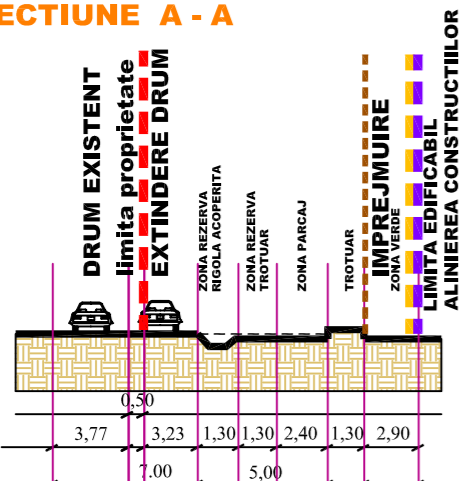 ECTIUNE A - A
DRUM EXISTENT
limita proprietate
EXTINDERE DRUM
ZONA REZERVA
RIGOLA ACOPERITA
ZONA REZERVA
TROTUAR
ZONA PARCAJ
TROTUAR
IMPREJMUIRE
ZONA VERDE
LIMITA EDIFICABIL
ALINIEREA CONSTRUCTIILOR
0,50
3,77 3,23 1,30 1,30 2,40 1,30 2,90
7.00 5,00